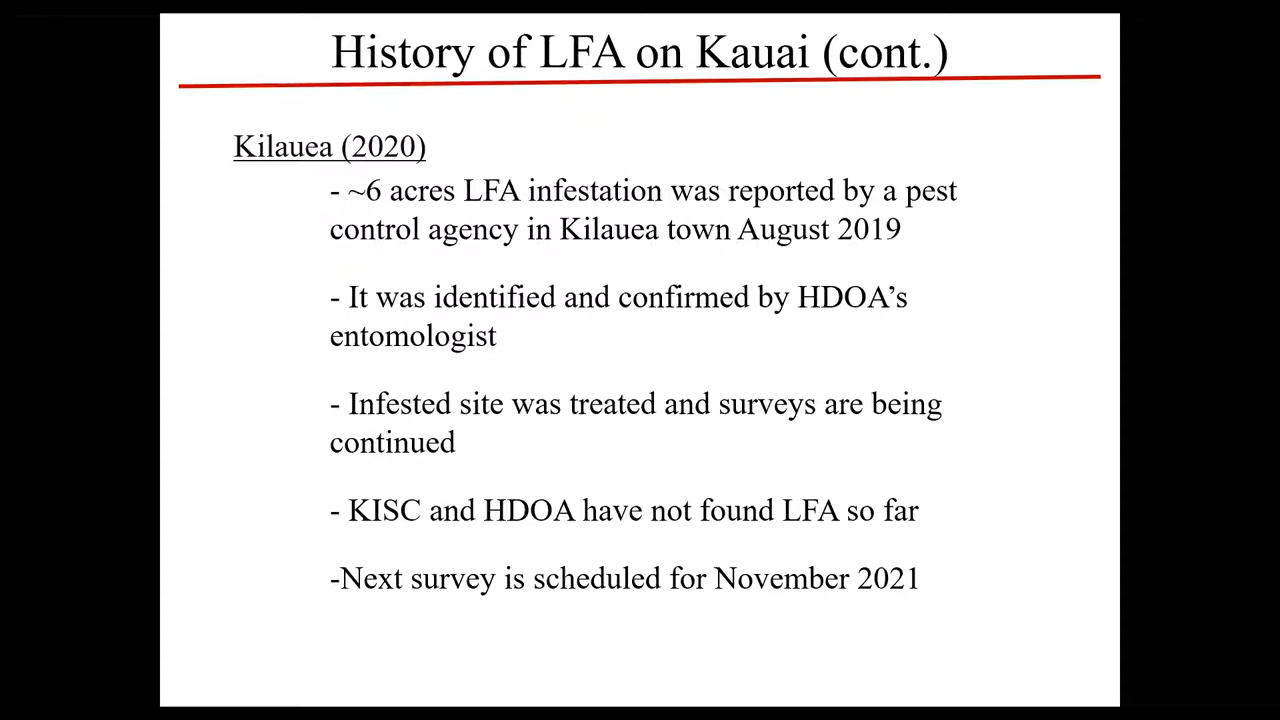 History of LFA on Kauai (cont.)
Kilauea (2020)
- ~6 acres LFA infestation was reported by a pest
control agency in Kilauea town August 2019
- It was identified and confirmed by HDOA’s
entomologist
- Infested site was treated and surveys are being
continued
- KISC and HDOA have not found LFA so far
-Next survey is scheduled for November 2021